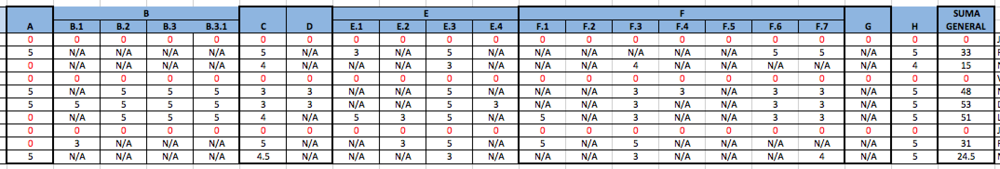 A B C D E F G H SUMA GENERAL
B.1 B.2 B.3 B.3.1 E.1 E.2 E.3 E.4 F.1 F.2 F.3 F.4 F.5 F.6 F.7
0 0 0 0 0 0 0 0 0 0 0 0 0 0 0 0 0 0 0 0 0
5 N/A N/A N/A N/A 5 N/A 3 N/A 5 N/A N/A N/A N/A N/A N/A 5 5 N/A 5 33
0 N/A N/A N/A N/A 4 N/A N/A N/A 3 N/A N/A N/A 4 N/A N/A N/A N/A N/A 4 15
0 0 0 0 0 0 0 0 0 0 0 0 0 0 0 0 0 0 0 0 0
5 N/A 5 5 5 3 3 N/A N/A 5 N/A N/A N/A 3 3 N/A 3 3 N/A 5 48
5 5 5 5 5 3 3 N/A N/A 5 3 N/A N/A 3 N/A N/A 3 3 N/A 5 53
0 N/A 5 5 5 4 N/A 5 3 5 N/A 5 N/A 3 N/A N/A 3 3 N/A 5 51
0 0 0 0 0 0 0 0 0 0 0 0 0 0 0 0 0 0 0 0 0
0 3 N/A N/A N/A 5 N/A N/A 3 5 N/A 5 N/A 5 N/A N/A N/A N/A N/A 5 31
5 N/A N/A N/A N/A 4.5 N/A N/A N/A 3 N/A N/A N/A 3 N/A N/A N/A 4 N/A 5 24.5